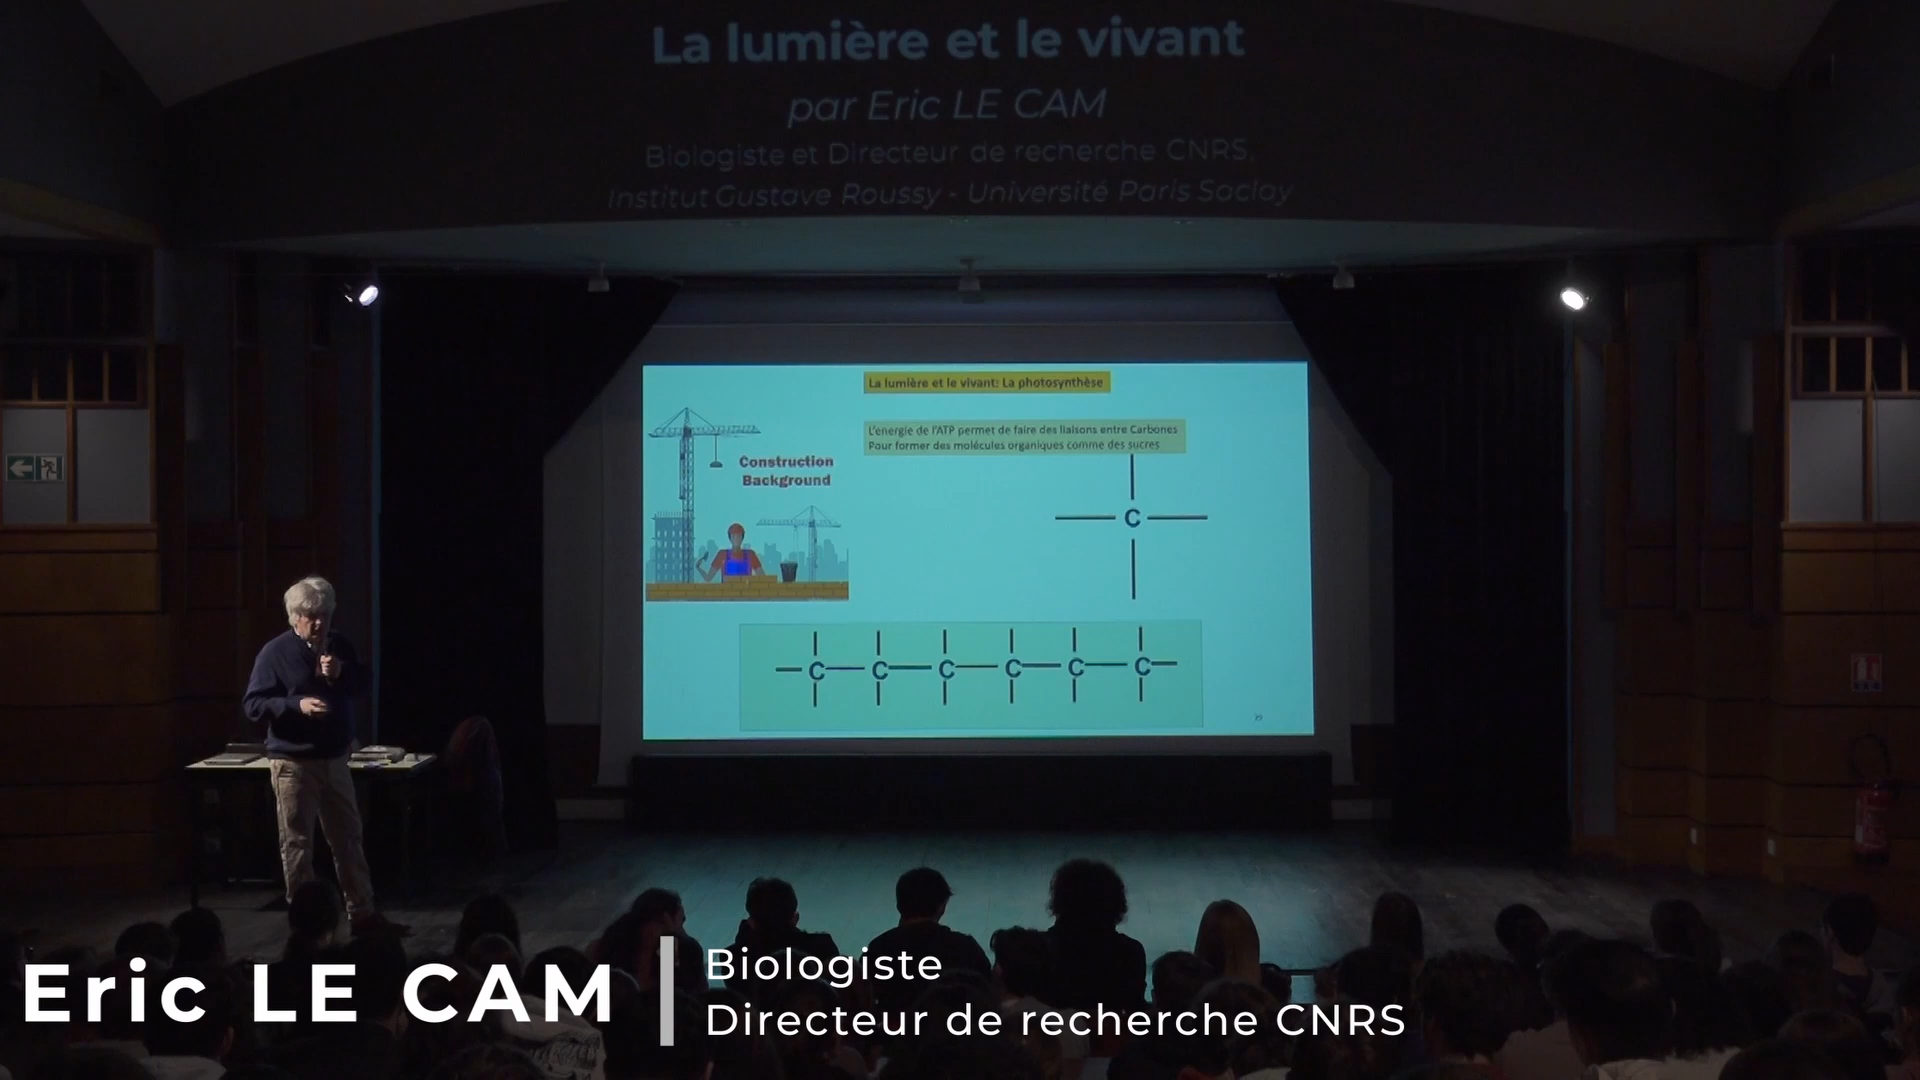 La lumière et le vivant
par Eric LE CAM
Biologiste et Directeur de recherche CNRS,
Institut Gustave Roussy - Université Paris Saclay
La lumière et le vivant: La photosynthèse
L'energie de l'ATP permet de faire des liaisons entre Carbones
Pour former des molécules organiques comme des sucres
Construction
Background
C
C C C C C C
Eric LE CAM
Biologiste
Directeur de recherche CNRS